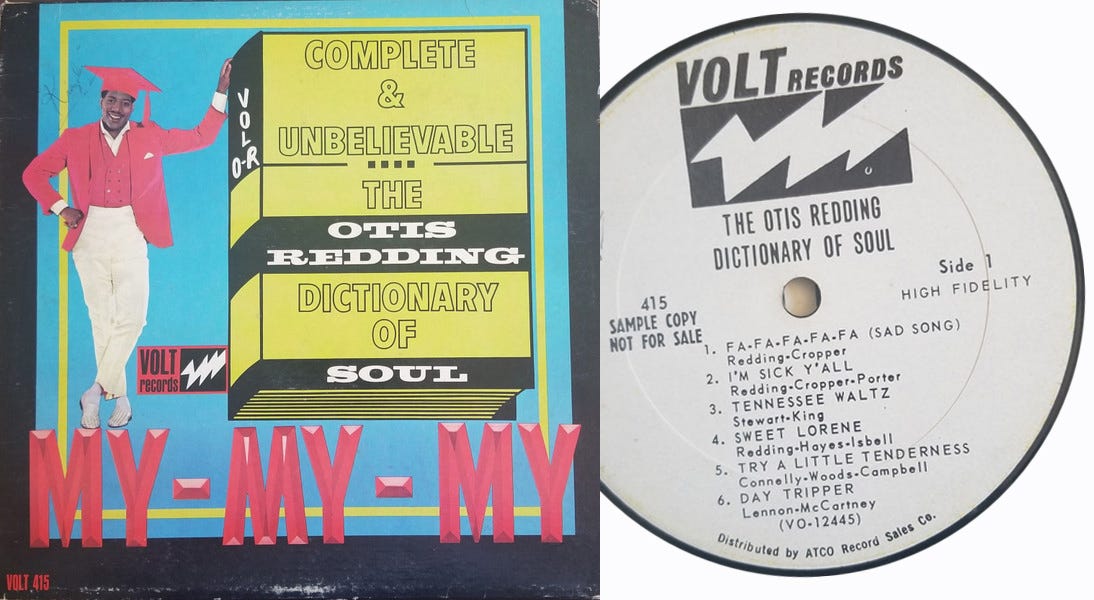 COMPLETE
&
UNBELIEVABLE
THE
OTIS
REDDING
DICTIONARY
OF
SOUL
VOL
O-R
VOLT
records
MY-MY-MY
VOLT 415
VOLT RECORDS
THE OTIS REDDING
DICTIONARY OF SOUL
Side 1
HIGH FIDELITY
415
SAMPLE COPY
NOT FOR SALE
1. FA-FA-FA-FA-FA (SAD SONG)
Redding-Cropper
2. I'M SICK Y'ALL
Redding-Cropper-Porter
3. TENNESSEE WALTZ
Stewart-King
4. SWEET LORENE
Redding-Hayes-Isbell
5. TRY A LITTLE TENDERNESS
Connelly-Woods-Campbell
6. DAY TRIPPER
Lennon-McCartney
(VO-12445)
Distributed by ATCO Record Sales Co.